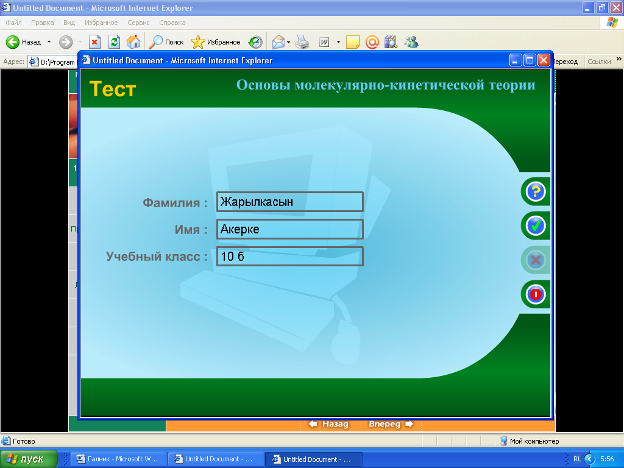 Untitled Document - Microsoft Internet Explorer
Файл Правка Вид Избранное Сервис Справка
Назад Поиск Избранное
Адрес: D:\Program Переход Ссылки »
Untitled Document - Microsoft Internet Explorer
Тест Основы молекулярно-кинетической теории
Фамилия : Жарылкасын
Имя : Акерке
Учебный класс : 10 б
Назад Вперед
Готово Мой компьютер
пуск Папник - Microsoft W... Untitled Document - ... Untitled Document - ... RL 5:56